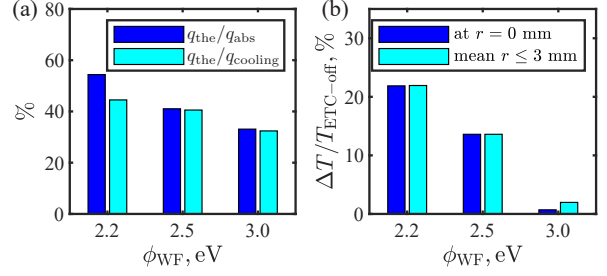 (a)
%
80
60
40
20
0
q_the/q_abs
q_the/q_cooling
2.2 2.5 3.0
ϕ_WF, eV
(b)
ΔT/T_ETC−off, %
30
20
10
0
at r = 0 mm
mean r ≤ 3 mm
2.2 2.5 3.0
ϕ_WF, eV